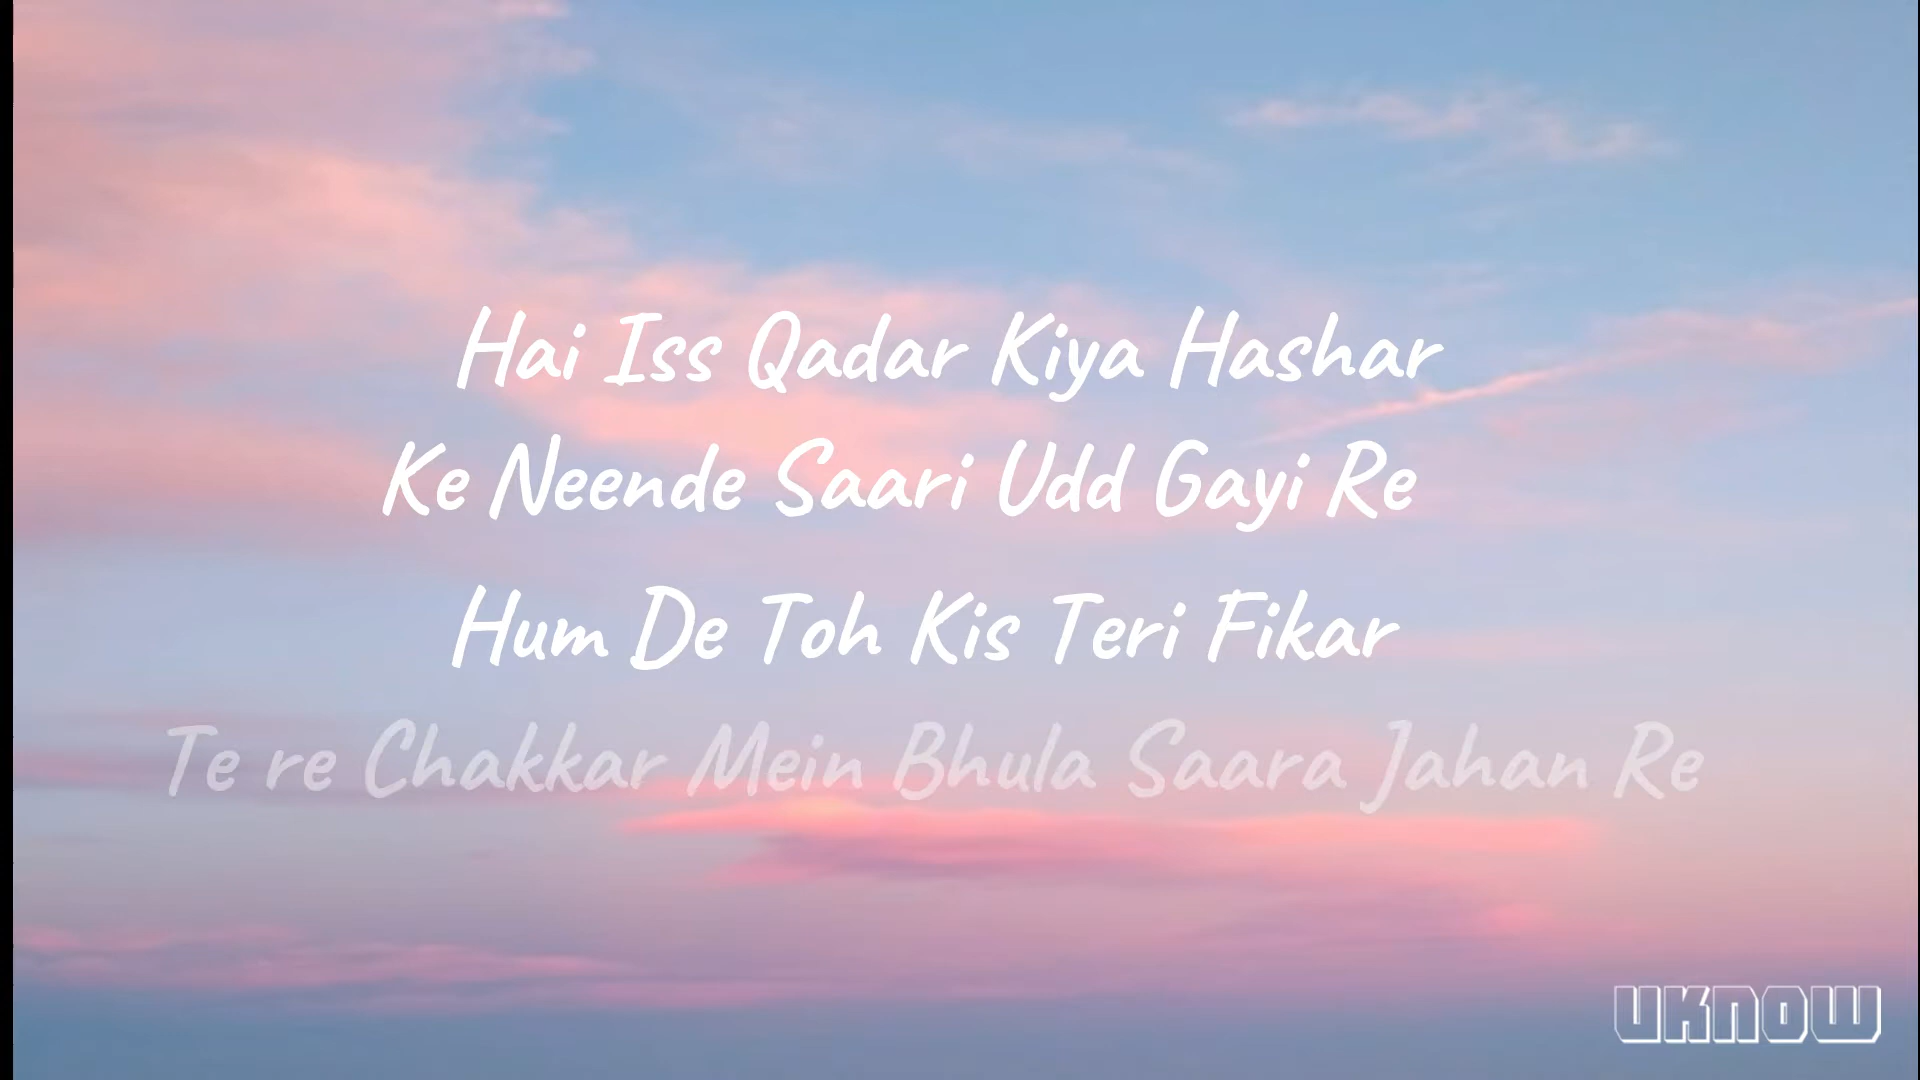 Hai Iss Qadar Kiya Hashar
Ke Neende Saari Udd Gayi Re
Hum De Toh Kis Teri Fikar
Te re Chakkar Mein Bhula Saara Jahan Re
UKNOW